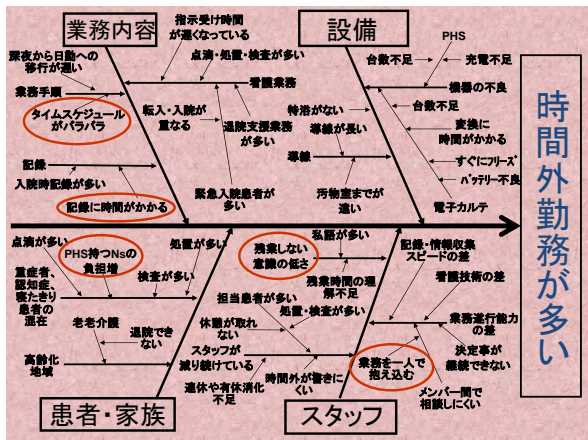 業務内容
指示受け時間
が遅くなっている
深夜から日勤への
移行が遅い
点滴・処置・検査が多い
業務手順
看護業務
タイムスケジュール
がバラバラ
転入・入院が
重なる
退院支援業務
が多い
記録
入院時記録が多い
記録に時間がかかる
緊急入院患者が
多い
設備
PHS
台数不足
充電不足
機器の不良
特浴がない
台数不足
導線が長い
変換に
時間がかかる
導線
すぐにフリーズ
バッテリー不良
汚物室までが
遠い
電子カルテ
時間外勤務が多い
点滴が多い
PHS持つNsの
負担増
処置が多い
重症者、
認知症、
寝たきり
患者の
混在
検査が多い
老老介護
退院でき
ない
高齢化
地域
患者・家族
私語が多い
残業しない
意識の低さ
残業時間の理
解不足
記録・情報収集
スピードの差
看護技術の差
担当患者が多い
処置・検査が多い
休憩が取れ
ない
業務遂行能力
の差
スタッフが
減り続けている
業務を一人で
抱え込む
決定事が
継続できない
連休や有休消化
不足
時間外が書きに
くい
メンバー間で
相談しにくい
スタッフ